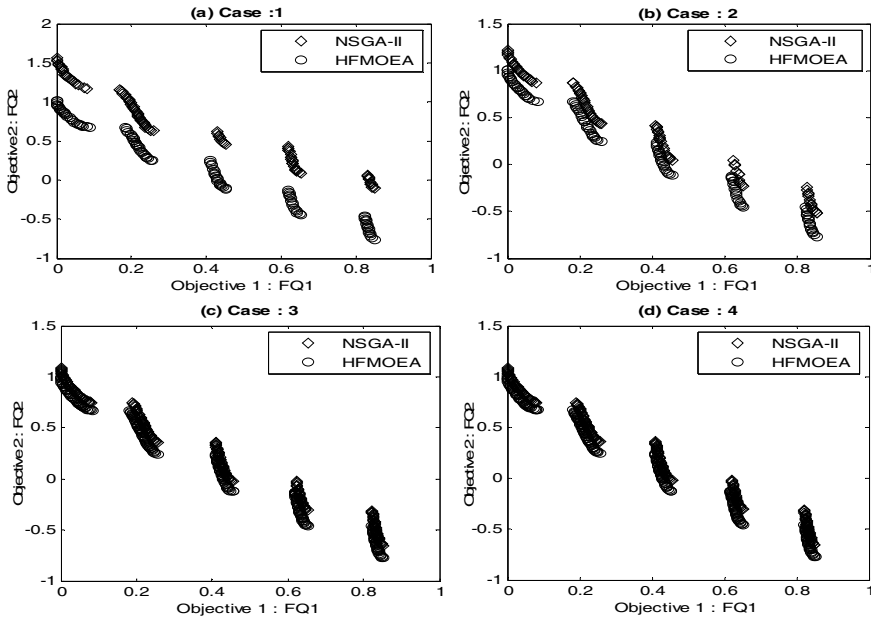 (a) Case :1
2
1.5
1
0.5
0
-0.5
-1
Objective2: FQ2
NSGA-II
HFMOEA
0
0.2
0.4
0.6
0.8
1
Objective 1 : FQ1
(b) Case : 2
1.5
1
0.5
0
-0.5
-1
Objective2: FQ2
NSGA-II
HFMOEA
0
0.2
0.4
0.6
0.8
1
Objective 1 : FQ1
(c) Case : 3
1.5
1
0.5
0
-0.5
-1
Objective2: FQ2
NSGA-II
HFMOEA
0
0.2
0.4
0.6
0.8
1
Objective 1 : FQ1
(d) Case : 4
1.5
1
0.5
0
-0.5
-1
Objective2: FQ2
NSGA-II
HFMOEA
0
0.2
0.4
0.6
0.8
1
Objective 1 : FQ1